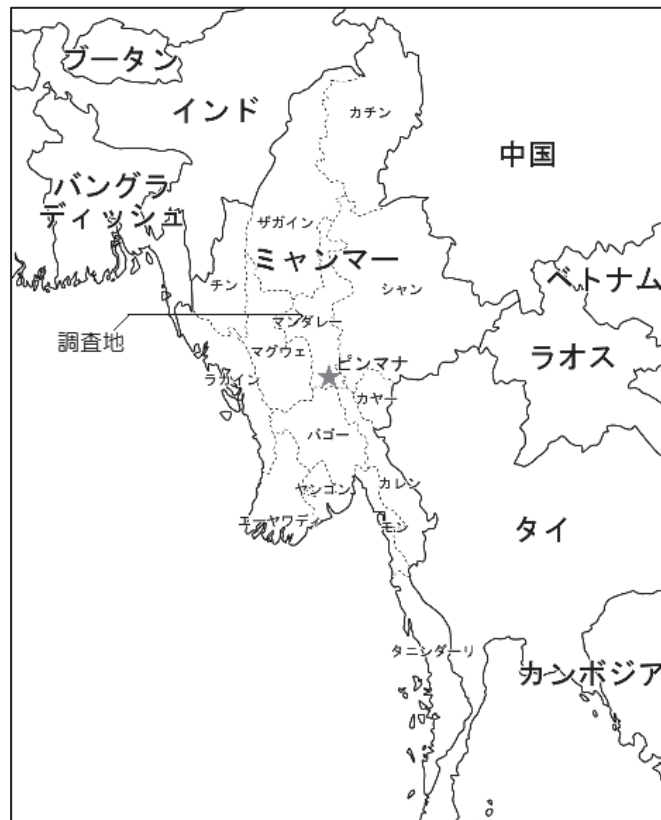 ブータン
カチン
インド
中国
バングラ
ディッシュ
ザガイン
ミャンマー
ベトナム
チン
シャン
マンダレー
調査地
マグウェ
ラオス
ピンマナ
ラカイン
カヤー
バゴー
カレン
ヤンゴン
エーヤワディ
モン
タイ
タニンダーリ
カンボジア